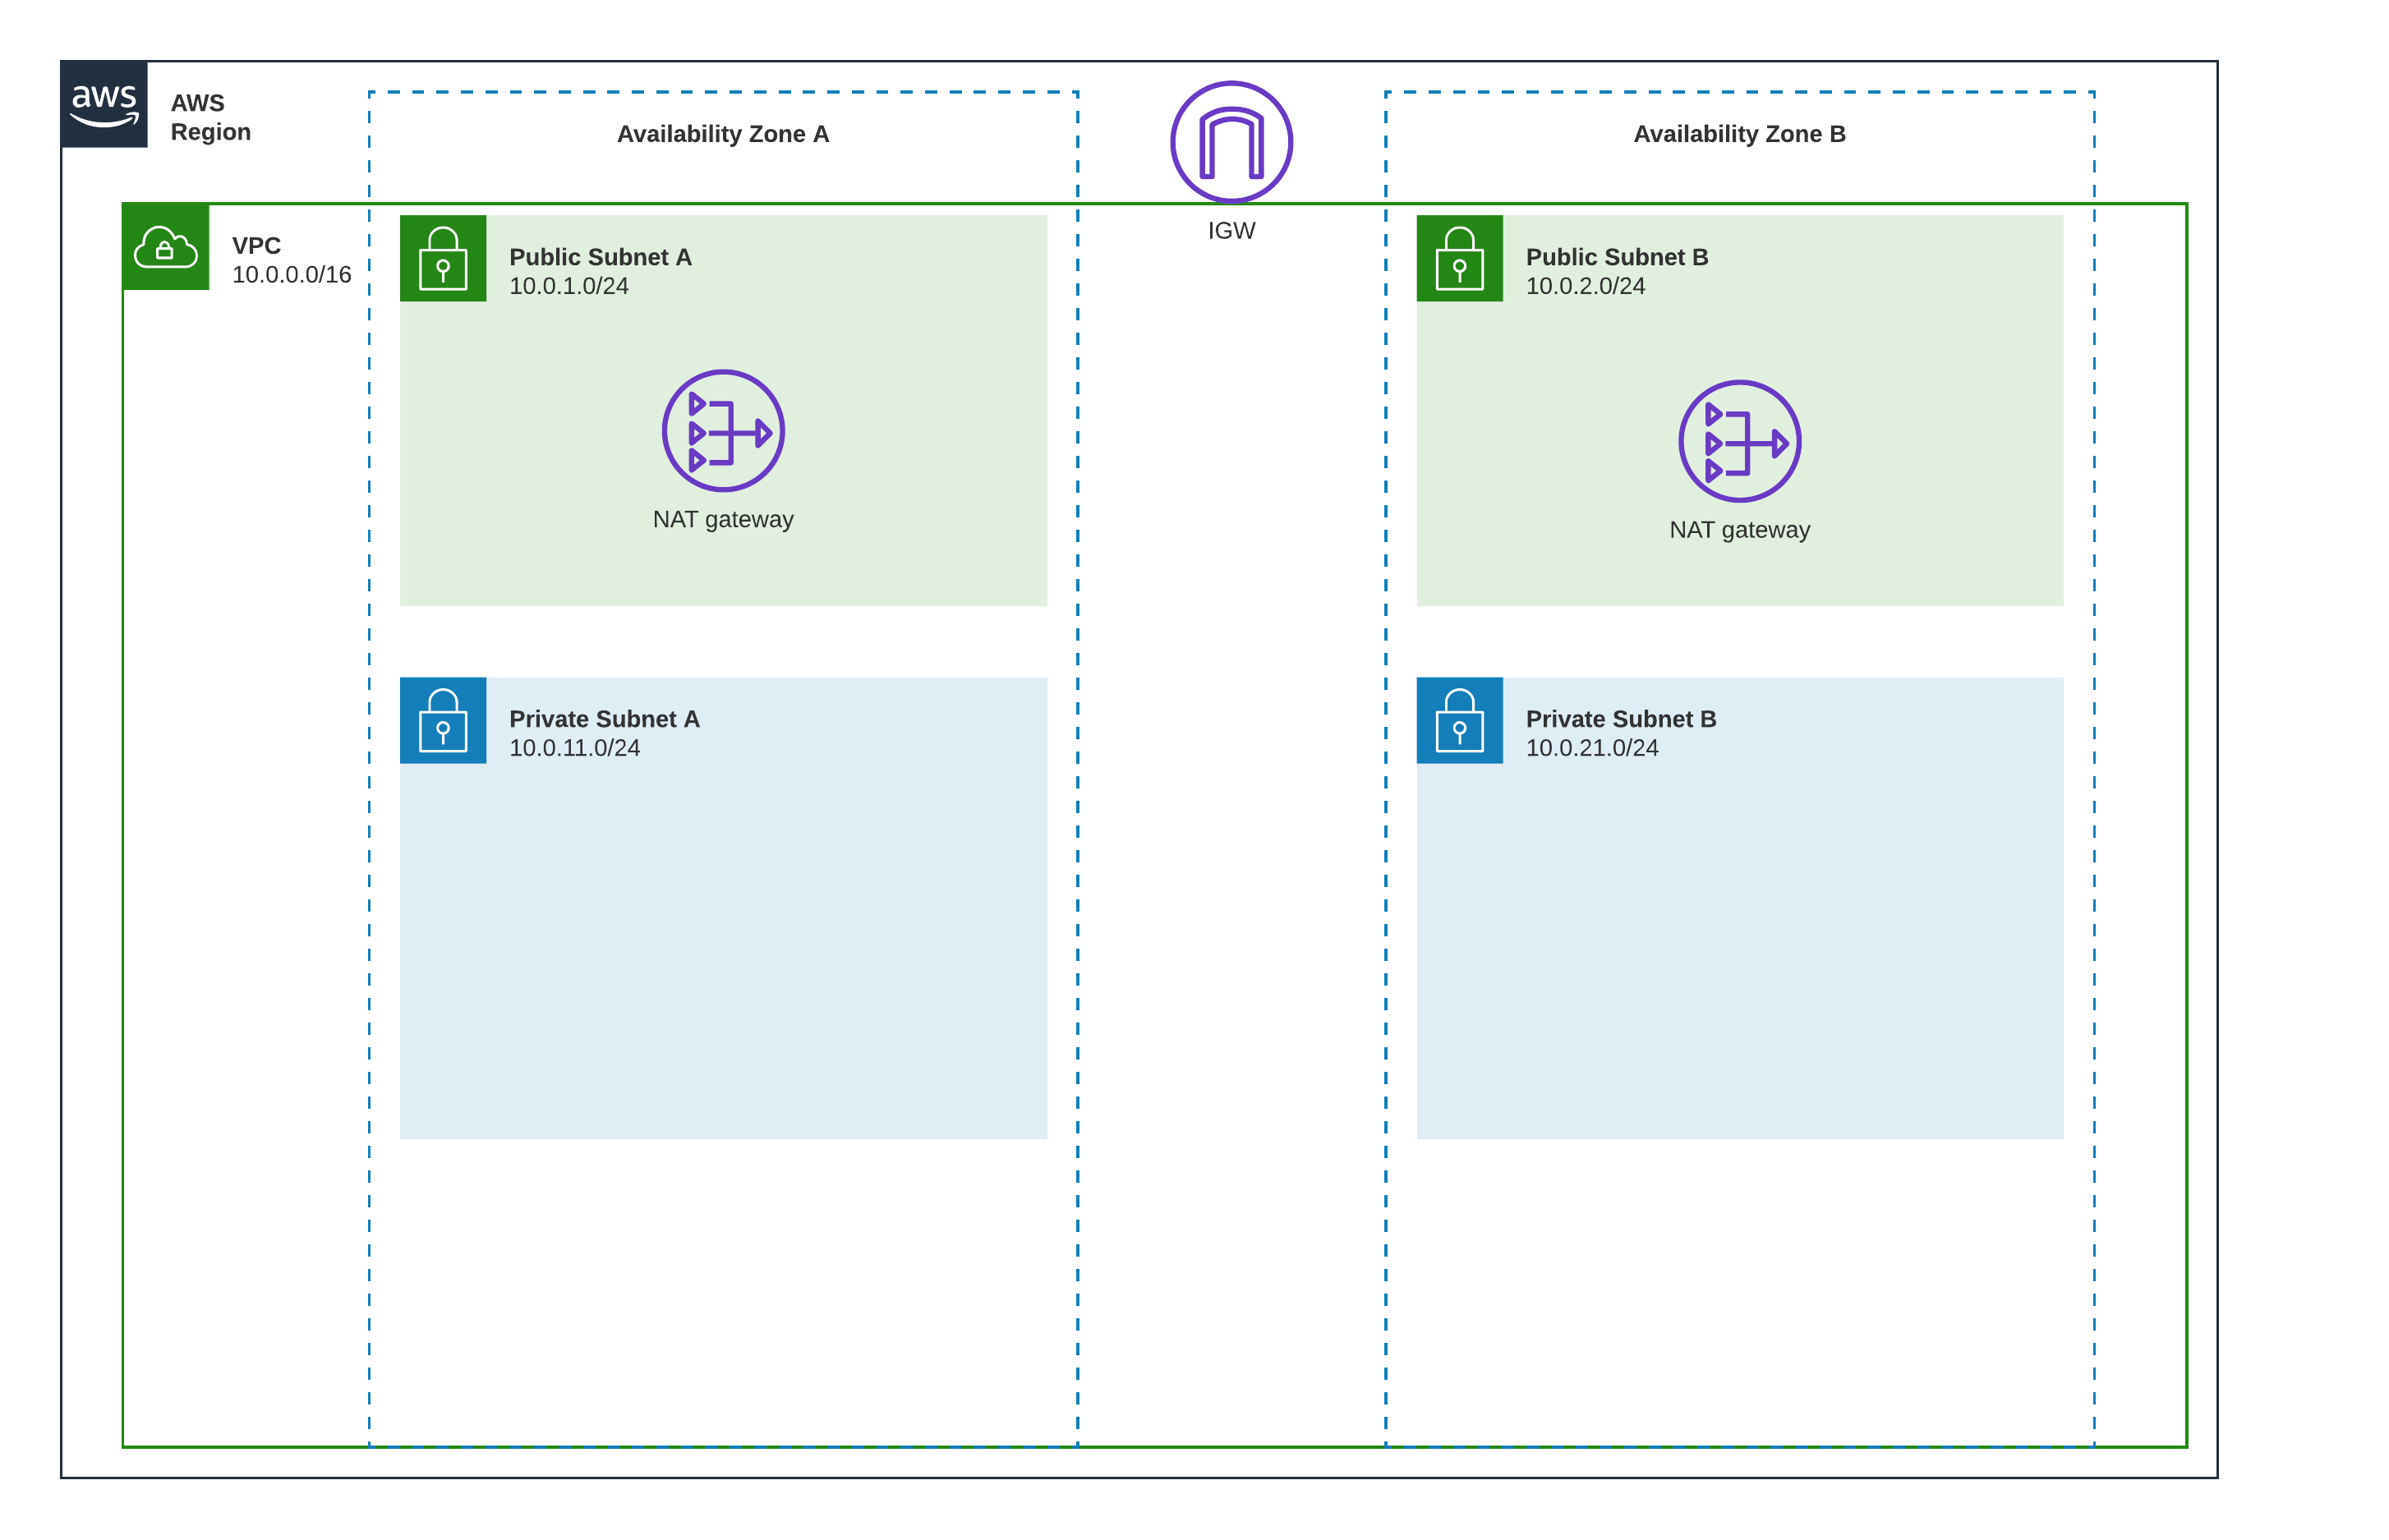 aws
AWS
Region
Availability Zone A
Availability Zone B
IGW
VPC
10.0.0.0/16
Public Subnet A
10.0.1.0/24
Public Subnet B
10.0.2.0/24
NAT gateway
NAT gateway
Private Subnet A
10.0.11.0/24
Private Subnet B
10.0.21.0/24